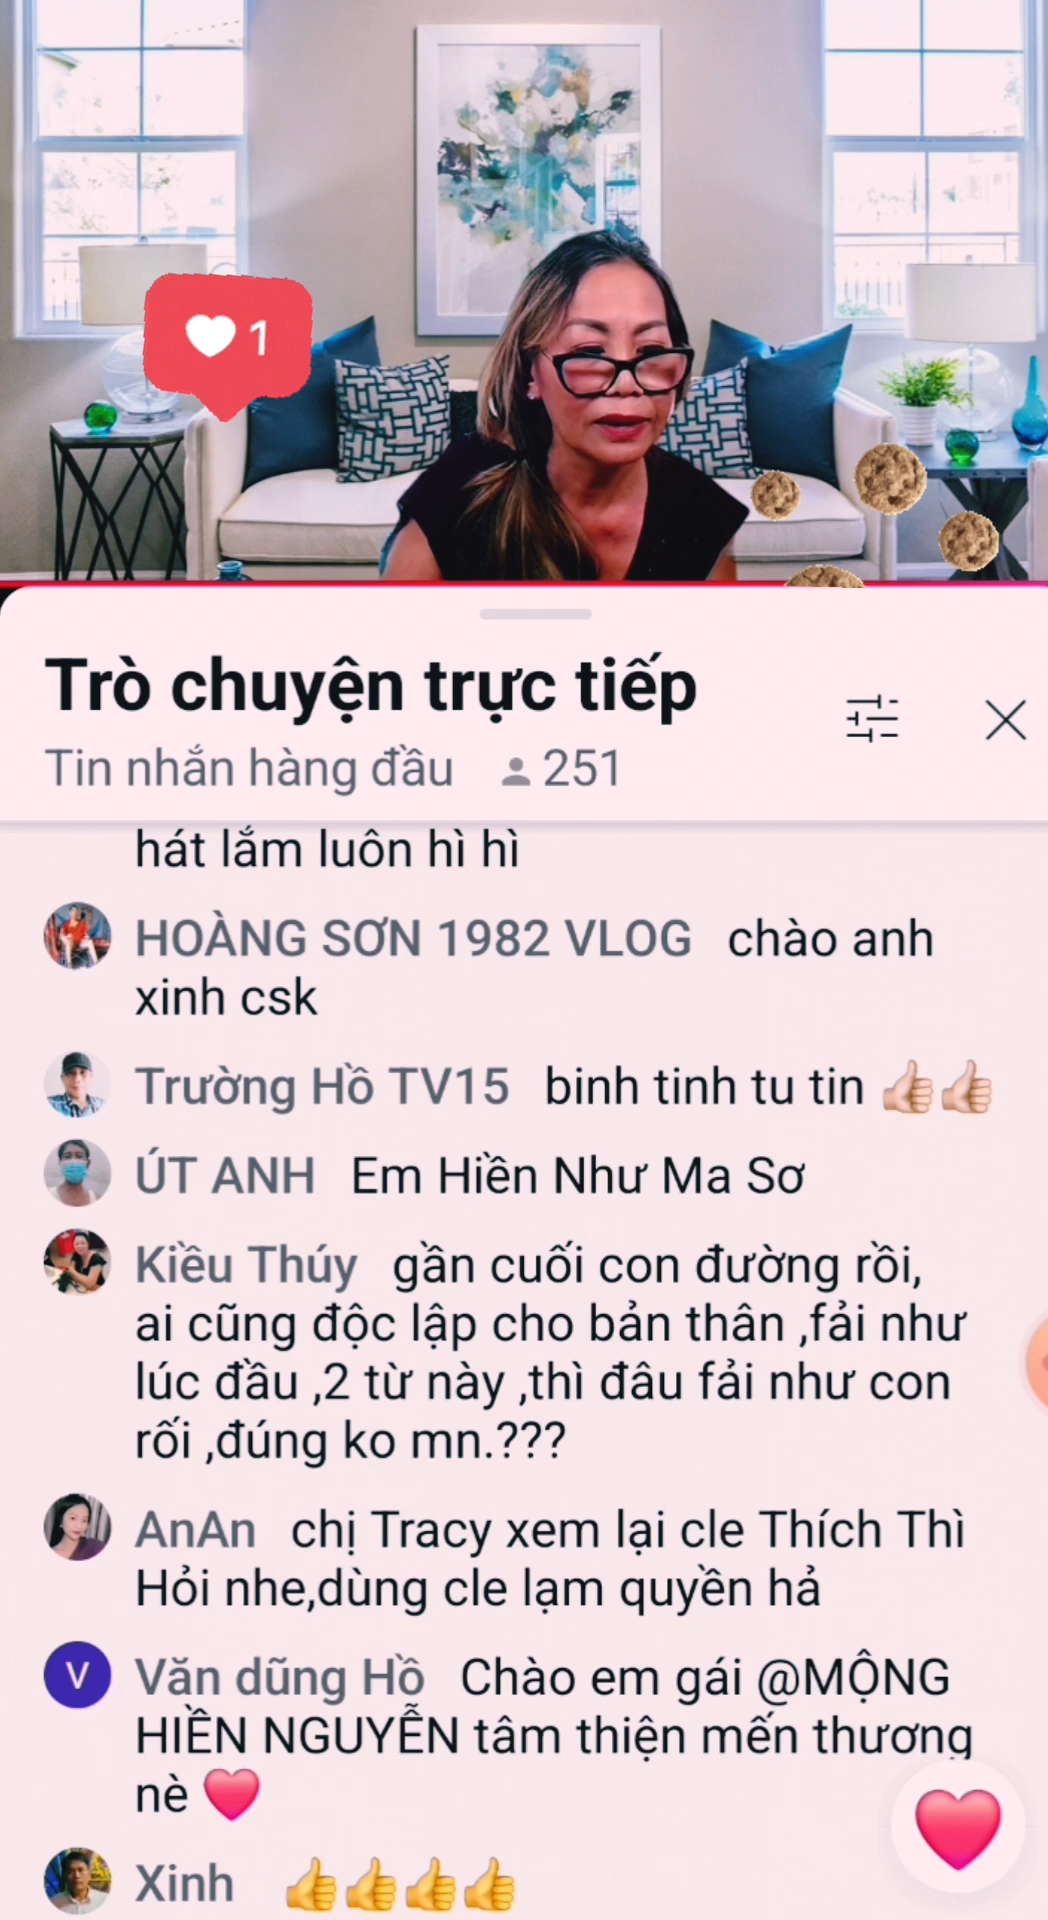 1
Trò chuyện trực tiếp
Tin nhắn hàng đầu 251
hát lắm luôn hì hì
HOÀNG SƠN 1982 VLOG chào anh
xinh csk
Trường Hồ TV15 binh tinh tu tin 👍👍
ÚT ANH Em Hiền Như Ma Sơ
Kiều Thúy gần cuối con đường rồi,
ai cũng độc lập cho bản thân ,fải như
lúc đầu ,2 từ này ,thì đâu fải như con
rối ,đúng ko mn.???
AnAn chị Tracy xem lại cle Thích Thì
Hỏi nhe,dùng cle lạm quyền hả
V Văn dũng Hồ Chào em gái @MỘNG
HIỀN NGUYỄN tâm thiện mến thương
nè ❤️
Xinh 👍👍👍👍